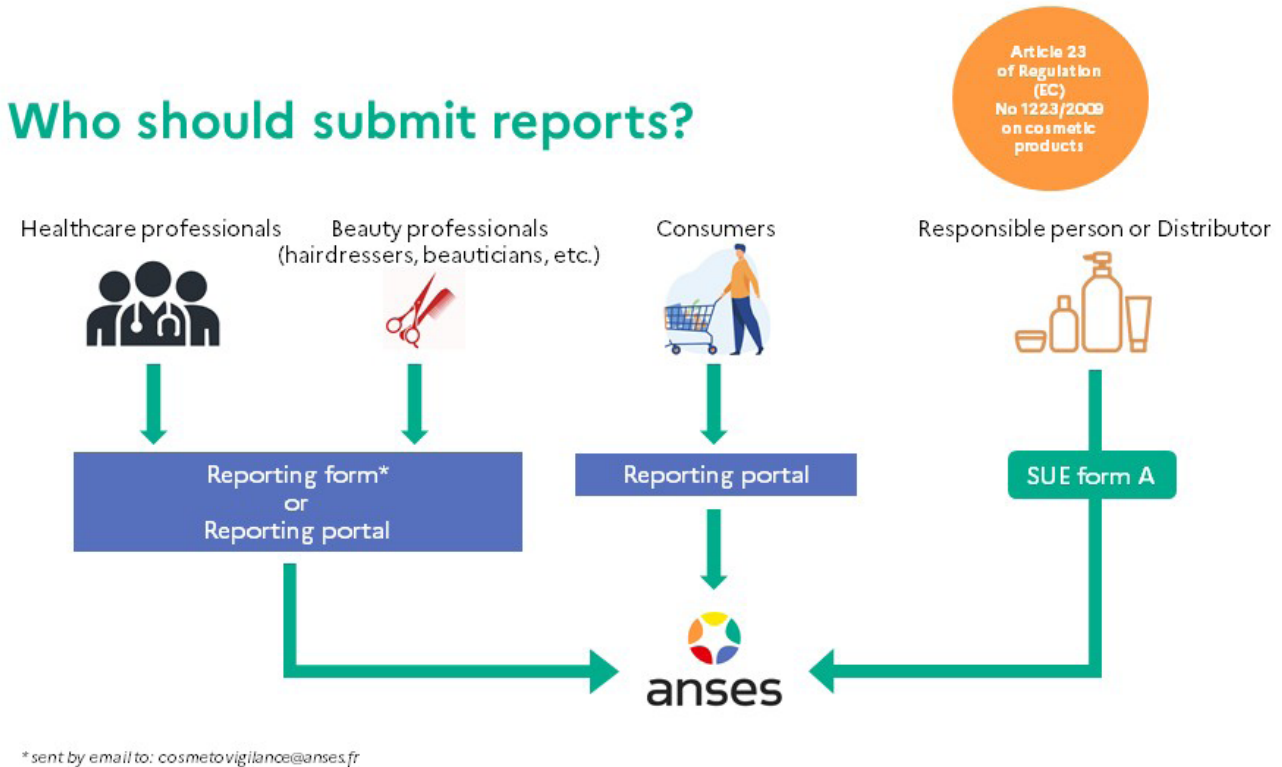 Article 23
of Regulation
(EC)
No 1223/2009
on cosmetic
products
Who should submit reports?
Healthcare professionals
Beauty professionals
(hairdressers, beauticians, etc.)
Consumers
Responsible person or Distributor
Reporting form*
or
Reporting portal
Reporting portal
SUE form A
anses
* sent by email to: cosmetovigilance@anses.fr